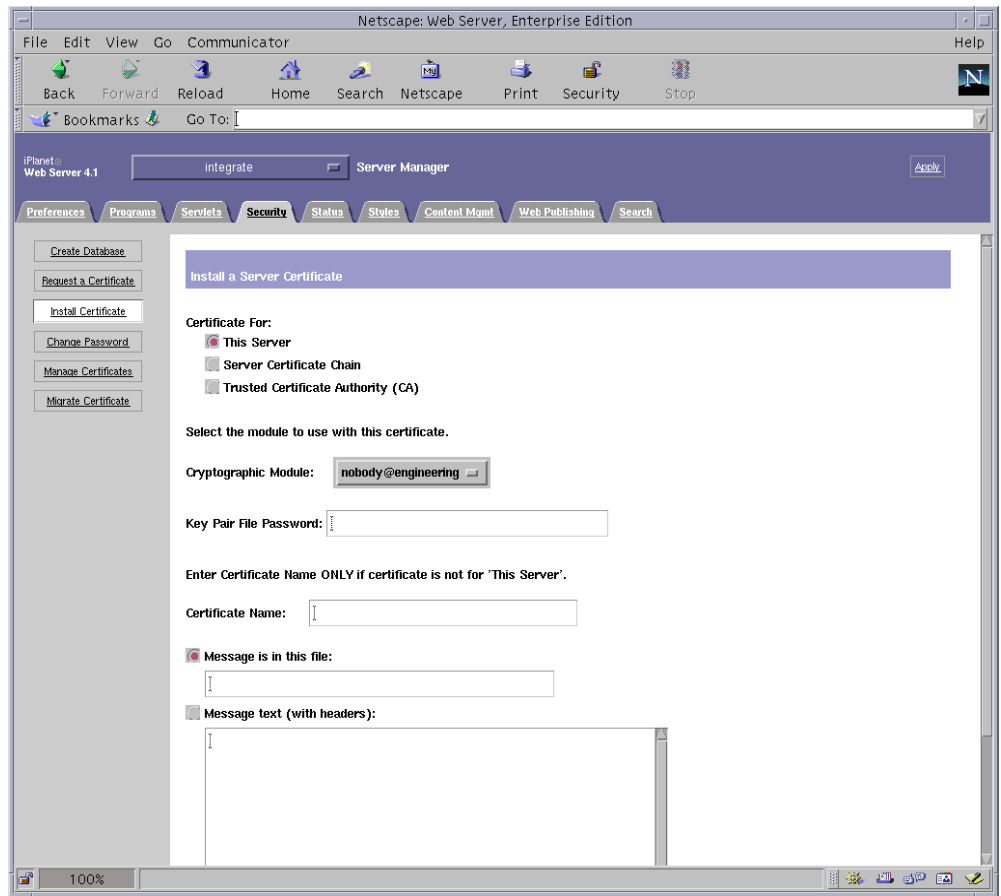 Netscape: Web Server, Enterprise Edition
File Edit View Go Communicator Help
Back Forward Reload Home Search Netscape Print Security Stop
My
N
Bookmarks Go To:
iPlanet
Web Server 4.1
integrate
Server Manager
Apply
Preferences Programs Servlets Security Status Styles Content Mgmt Web Publishing Search
Create Database
Request a Certificate
Install Certificate
Change Password
Manage Certificates
Migrate Certificate
Install a Server Certificate
Certificate For:
This Server
Server Certificate Chain
Trusted Certificate Authority (CA)
Select the module to use with this certificate.
Cryptographic Module: nobody@engineering
Key Pair File Password:
Enter Certificate Name ONLY if certificate is not for 'This Server'.
Certificate Name:
Message is in this file:
Message text (with headers):
100%